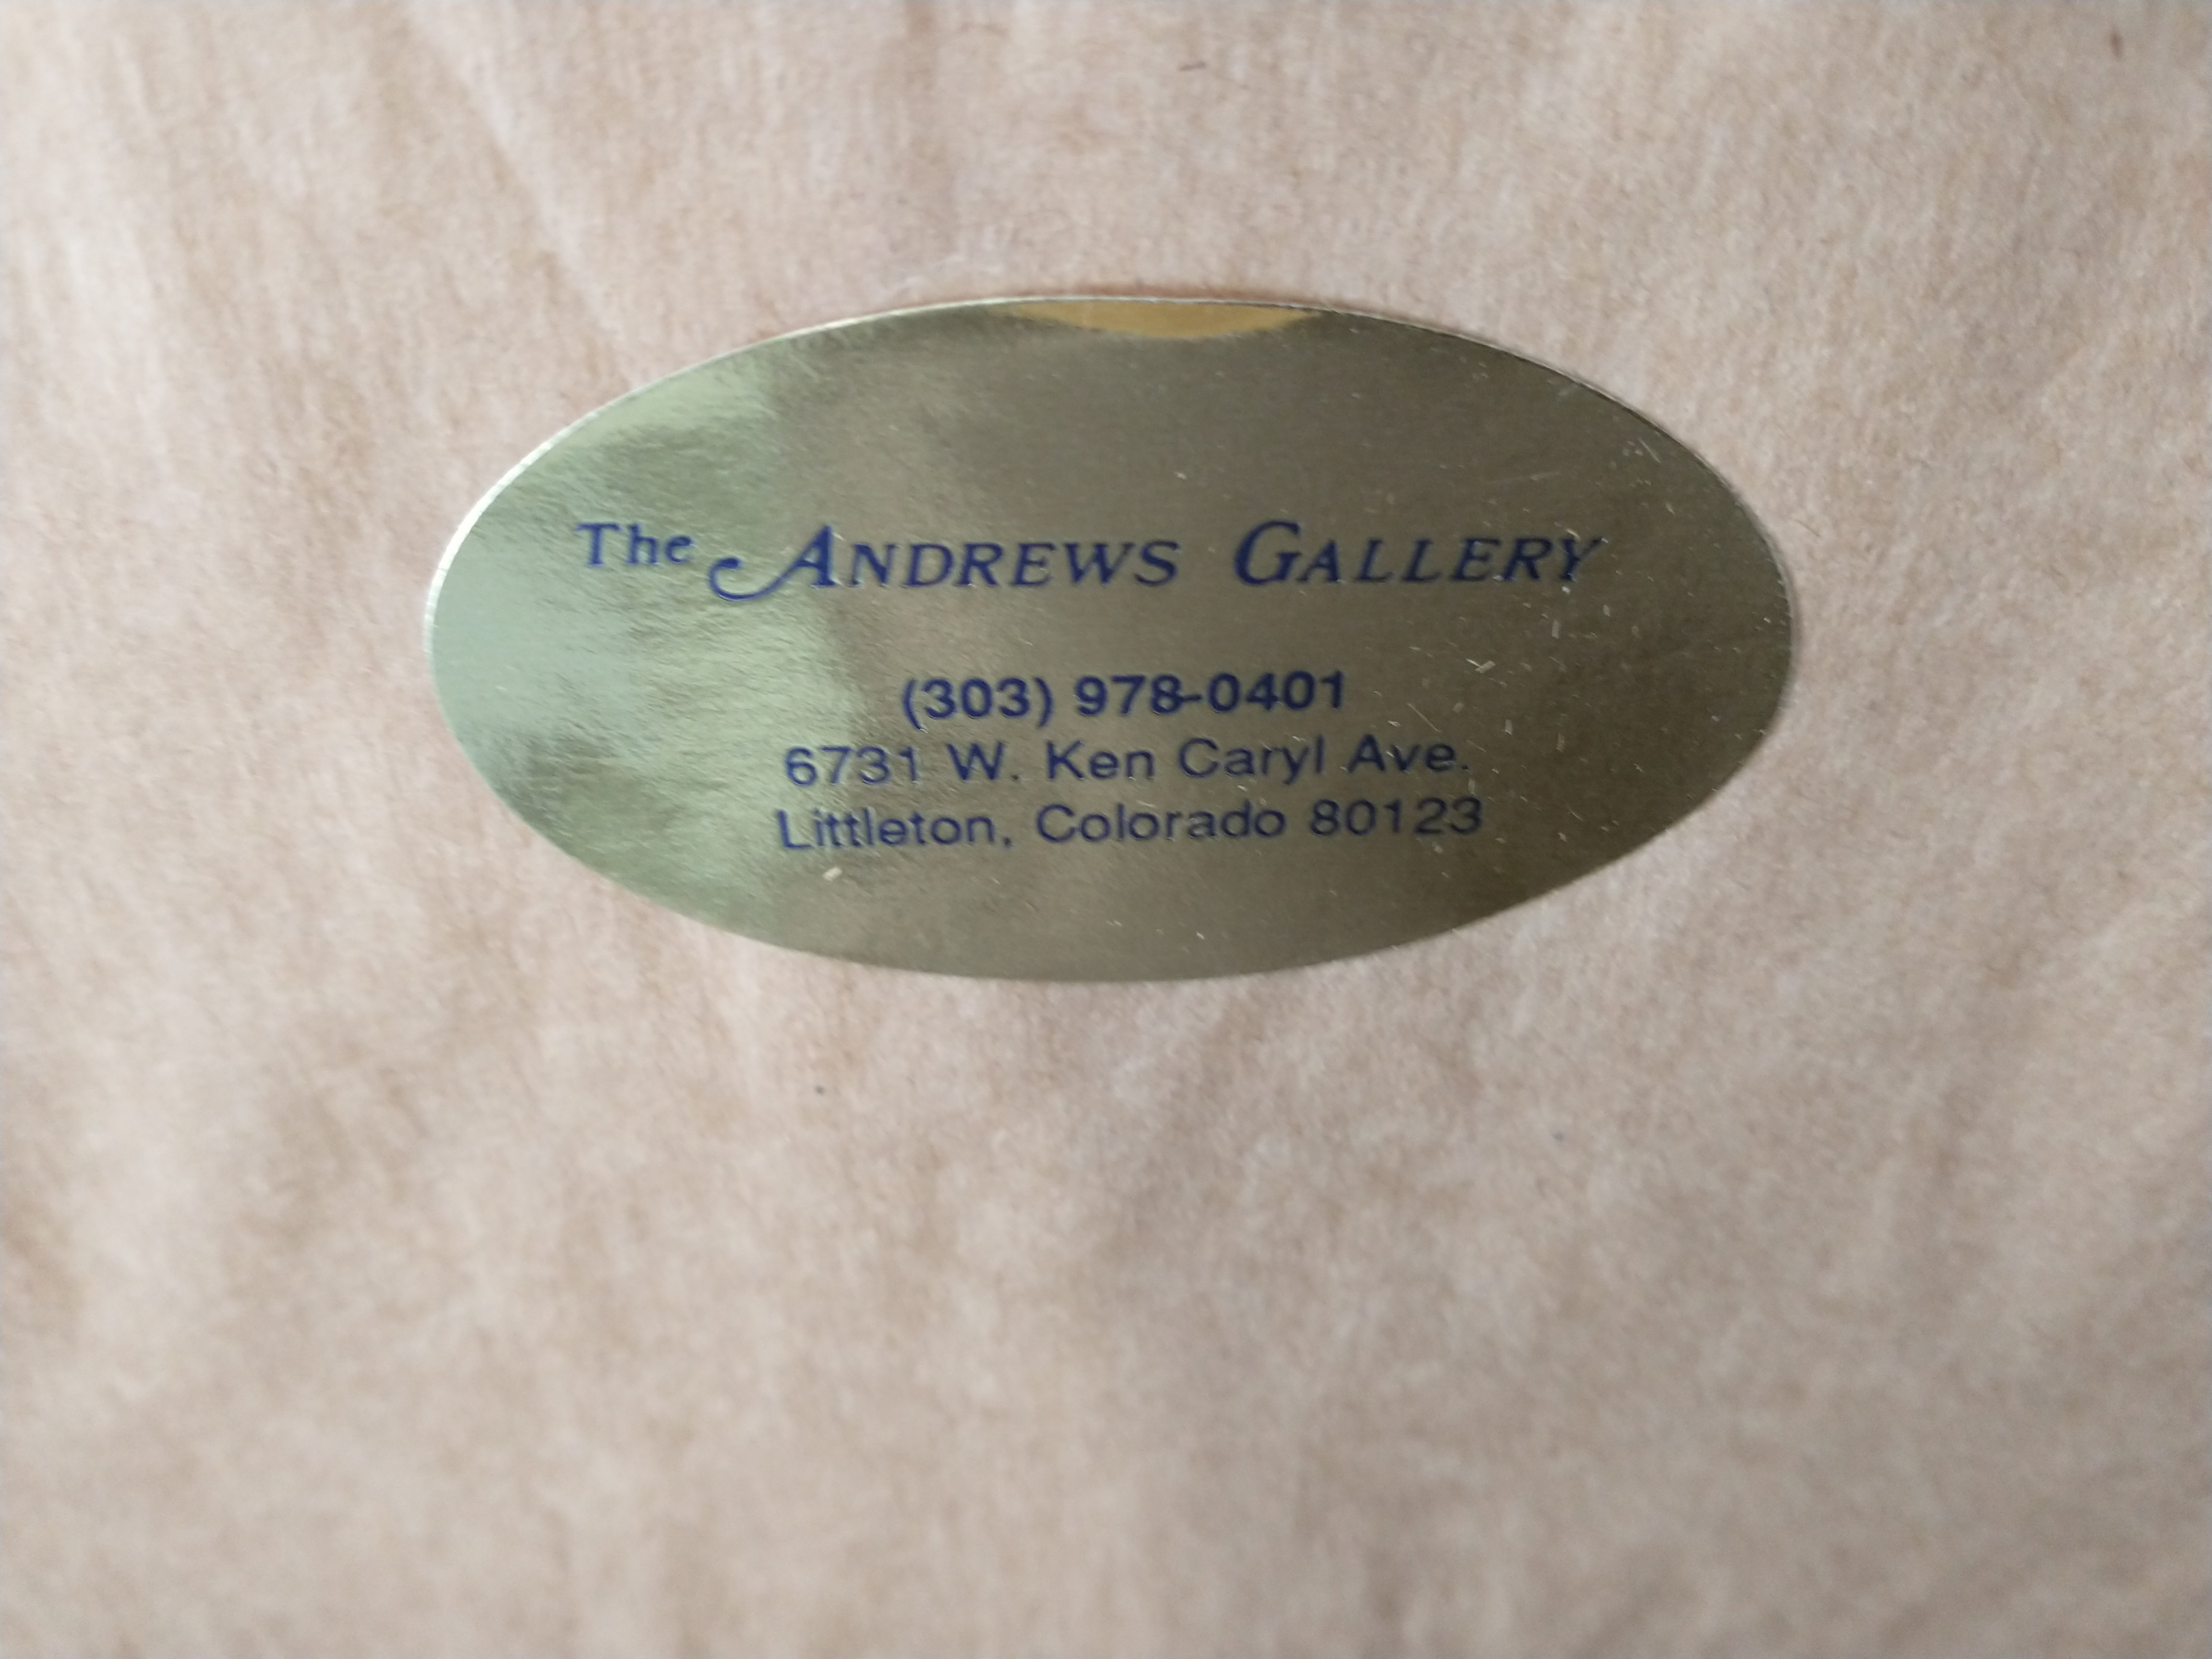 The ANDREWS GALLERY
(303) 978-0401
6731 W. Ken Caryl Ave.
Littleton, Colorado 80123